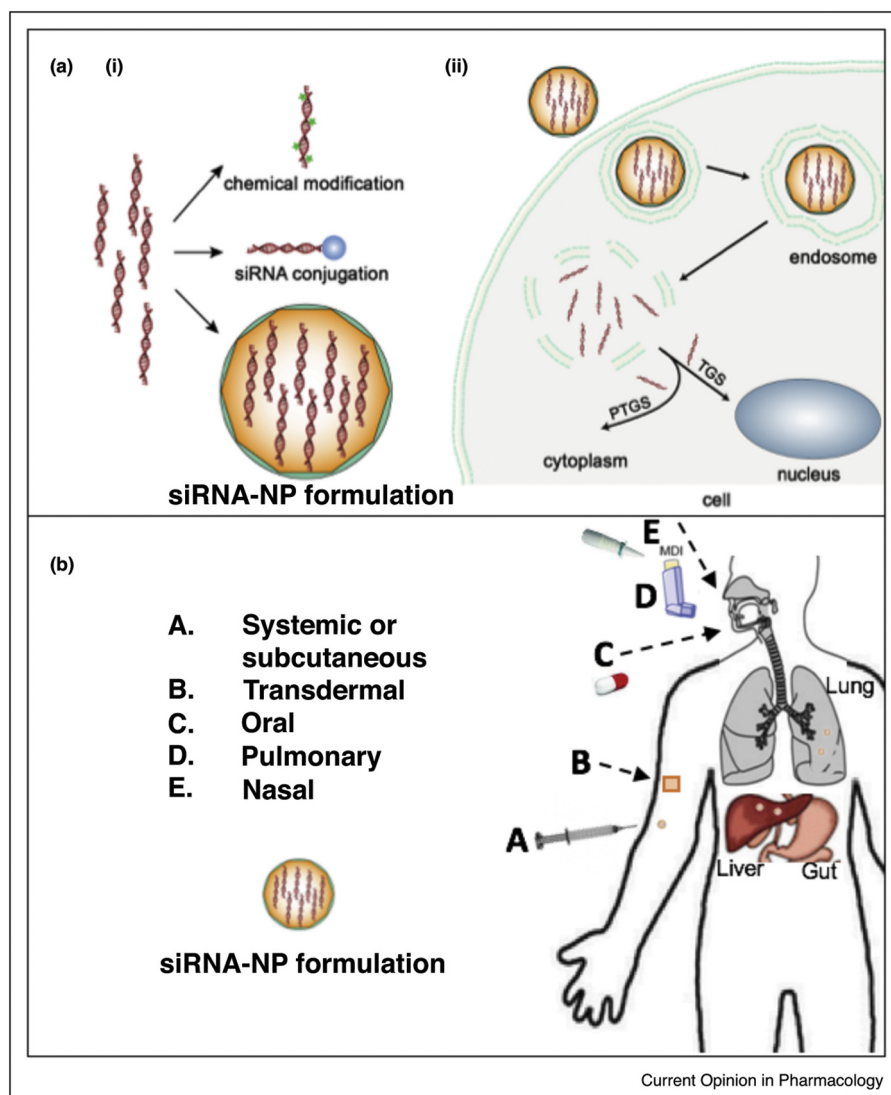 (a) (i)
chemical modification
siRNA conjugation
siRNA-NP formulation
(ii)
endosome
TGS
PTGS
cytoplasm
nucleus
cell
(b)
A. Systemic or
subcutaneous
B. Transdermal
C. Oral
D. Pulmonary
E. Nasal
siRNA-NP formulation
E
MDI
D
C
Lung
B
A
Liver Gut
Current Opinion in Pharmacology